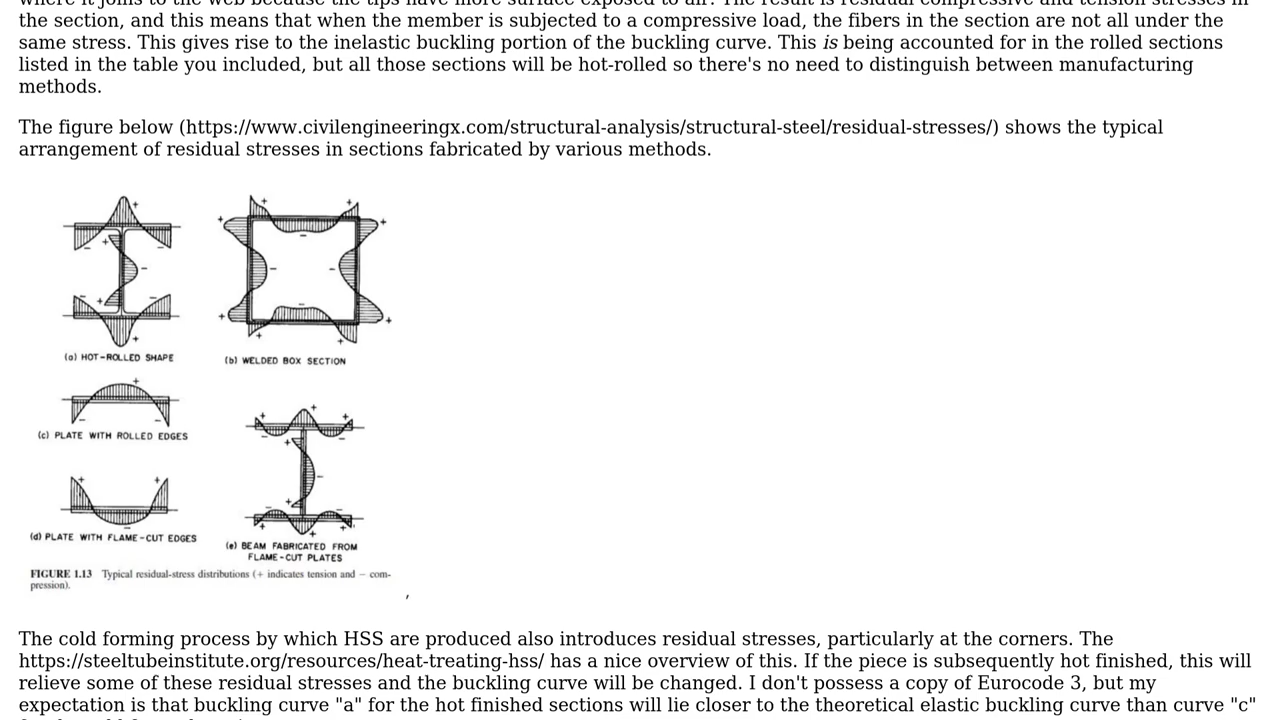 the section, and this means that when the member is subjected to a compressive load, the fibers in the section are not all under the
same stress. This gives rise to the inelastic buckling portion of the buckling curve. This is being accounted for in the rolled sections
listed in the table you included, but all those sections will be hot-rolled so there's no need to distinguish between manufacturing
methods.
The figure below (https://www.civilengineeringx.com/structural-analysis/structural-steel/residual-stresses/) shows the typical
arrangement of residual stresses in sections fabricated by various methods.
(a) HOT-ROLLED SHAPE
(b) WELDED BOX SECTION
(c) PLATE WITH ROLLED EDGES
(d) PLATE WITH FLAME-CUT EDGES
(e) BEAM FABRICATED FROM
FLAME-CUT PLATES
FIGURE 1.13 Typical residual-stress distributions (+ indicates tension and – com-
pression).
The cold forming process by which HSS are produced also introduces residual stresses, particularly at the corners. The
https://steeltubeinstitute.org/resources/heat-treating-hss/ has a nice overview of this. If the piece is subsequently hot finished, this will
relieve some of these residual stresses and the buckling curve will be changed. I don't possess a copy of Eurocode 3, but my
expectation is that buckling curve "a" for the hot finished sections will lie closer to the theoretical elastic buckling curve than curve "c"